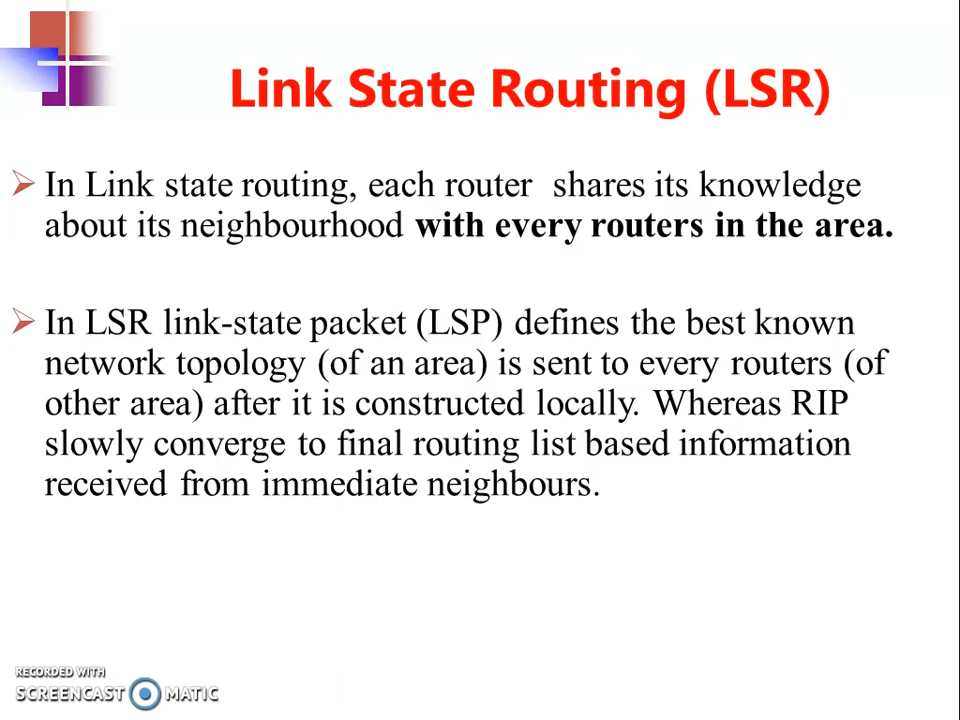 Link State Routing (LSR)
In Link state routing, each router shares its knowledge
about its neighbourhood with every routers in the area.
In LSR link-state packet (LSP) defines the best known
network topology (of an area) is sent to every routers (of
other area) after it is constructed locally. Whereas RIP
slowly converge to final routing list based information
received from immediate neighbours.
RECORDED WITH
SCREENCAST MATIC